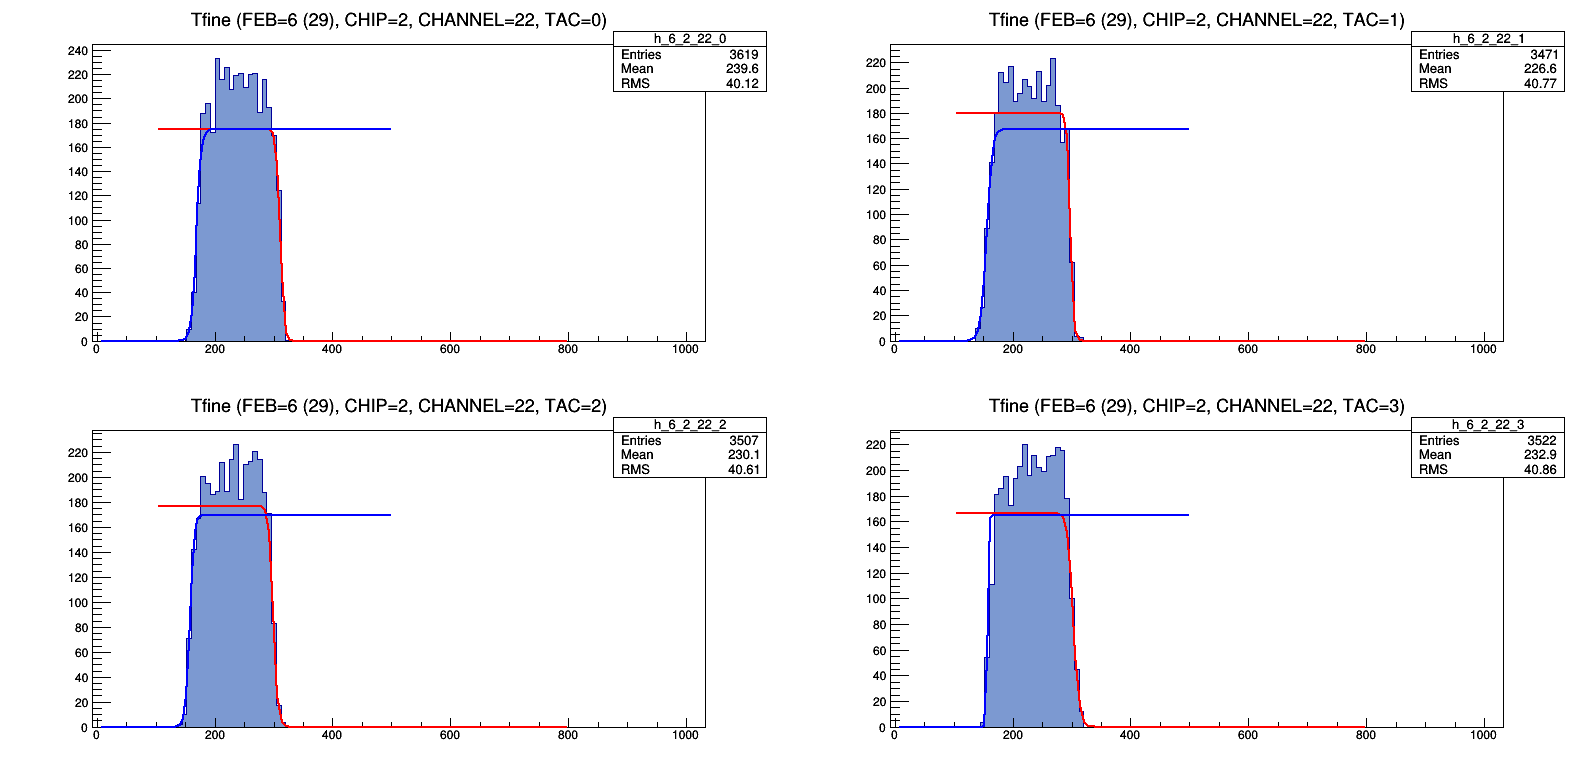 Tfine (FEB=6 (29), CHIP=2, CHANNEL=22, TAC=0)
h_6_2_22_0
Entries 3619
Mean 239.6
RMS 40.12
240
220
200
180
160
140
120
100
80
60
40
20
0
0 200 400 600 800 1000
Tfine (FEB=6 (29), CHIP=2, CHANNEL=22, TAC=1)
h_6_2_22_1
Entries 3471
Mean 226.6
RMS 40.77
220
200
180
160
140
120
100
80
60
40
20
0
0 200 400 600 800 1000
Tfine (FEB=6 (29), CHIP=2, CHANNEL=22, TAC=2)
h_6_2_22_2
Entries 3507
Mean 230.1
RMS 40.61
220
200
180
160
140
120
100
80
60
40
20
0
0 200 400 600 800 1000
Tfine (FEB=6 (29), CHIP=2, CHANNEL=22, TAC=3)
h_6_2_22_3
Entries 3522
Mean 232.9
RMS 40.86
220
200
180
160
140
120
100
80
60
40
20
0
0 200 400 600 800 1000